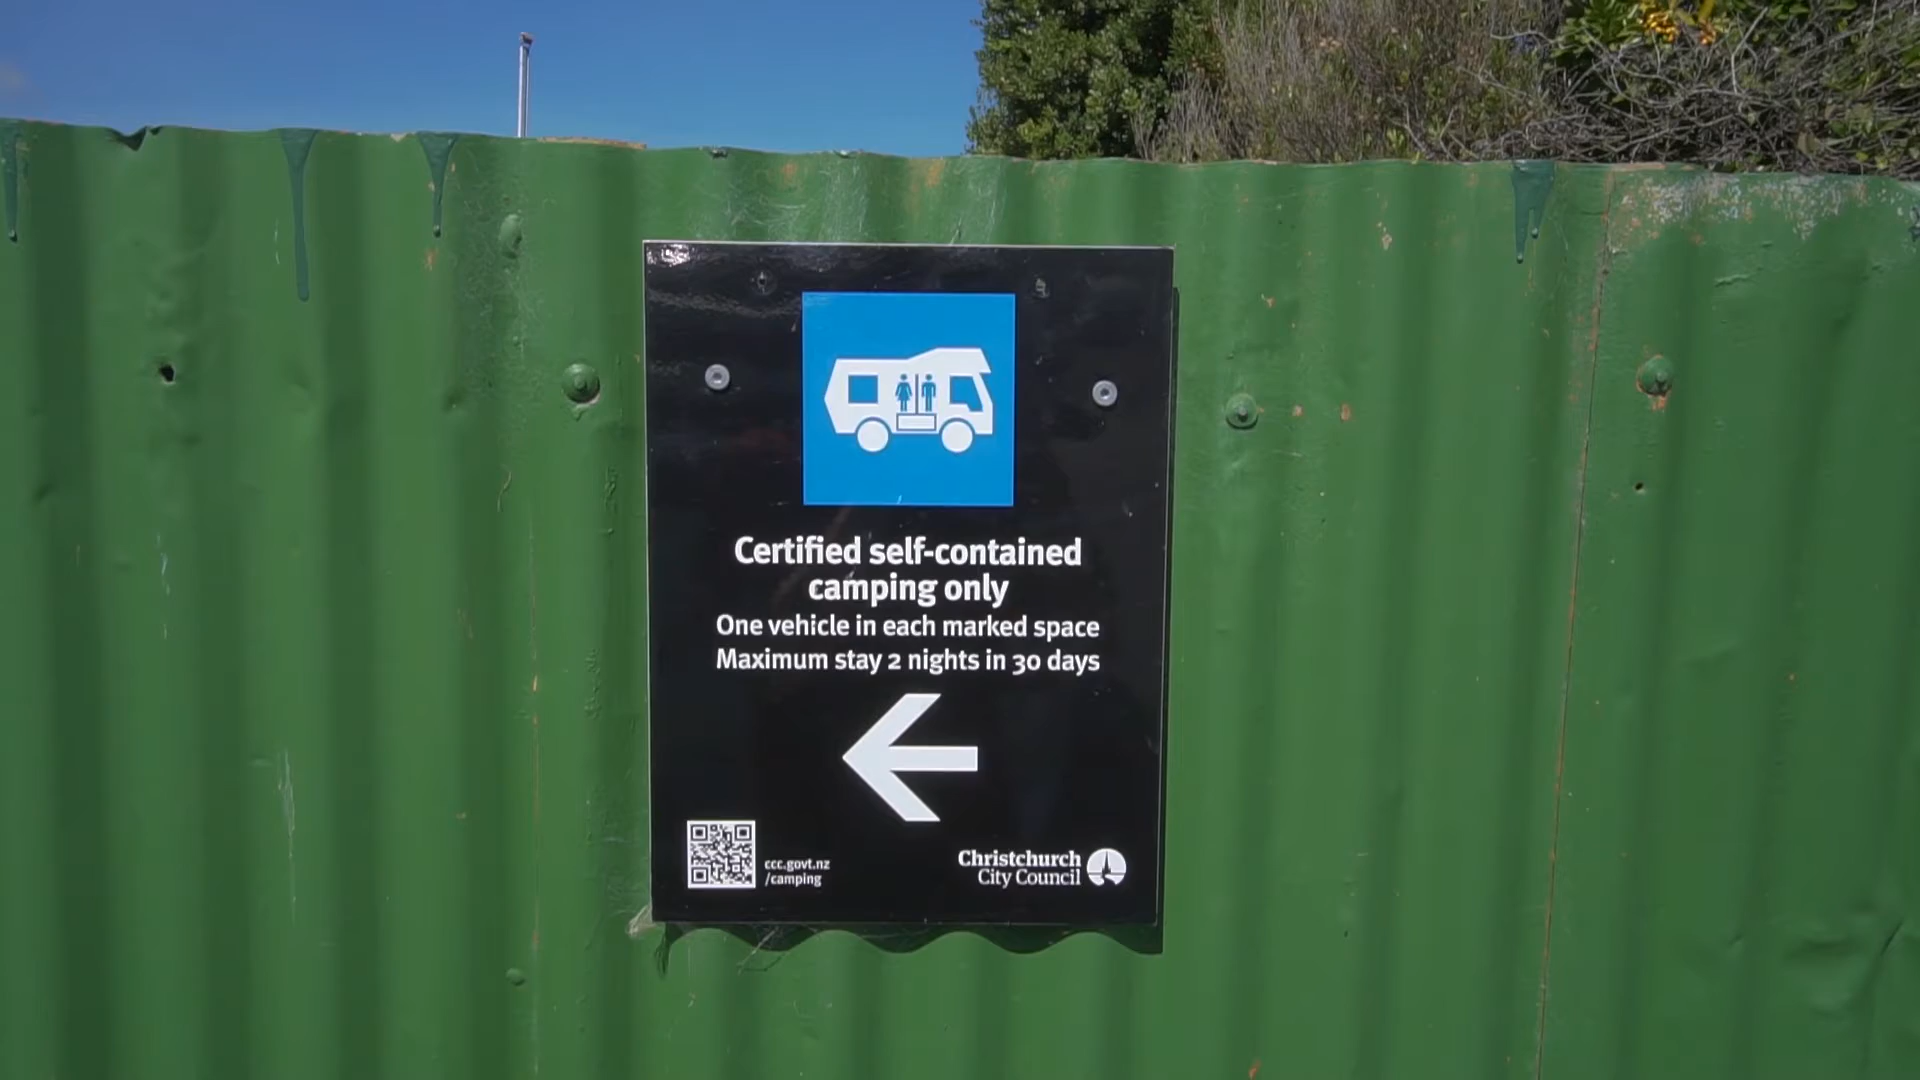 Certified self-contained
camping only
One vehicle in each marked space
Maximum stay 2 nights in 30 days
ccc.govt.nz
/camping
Christchurch
City Council